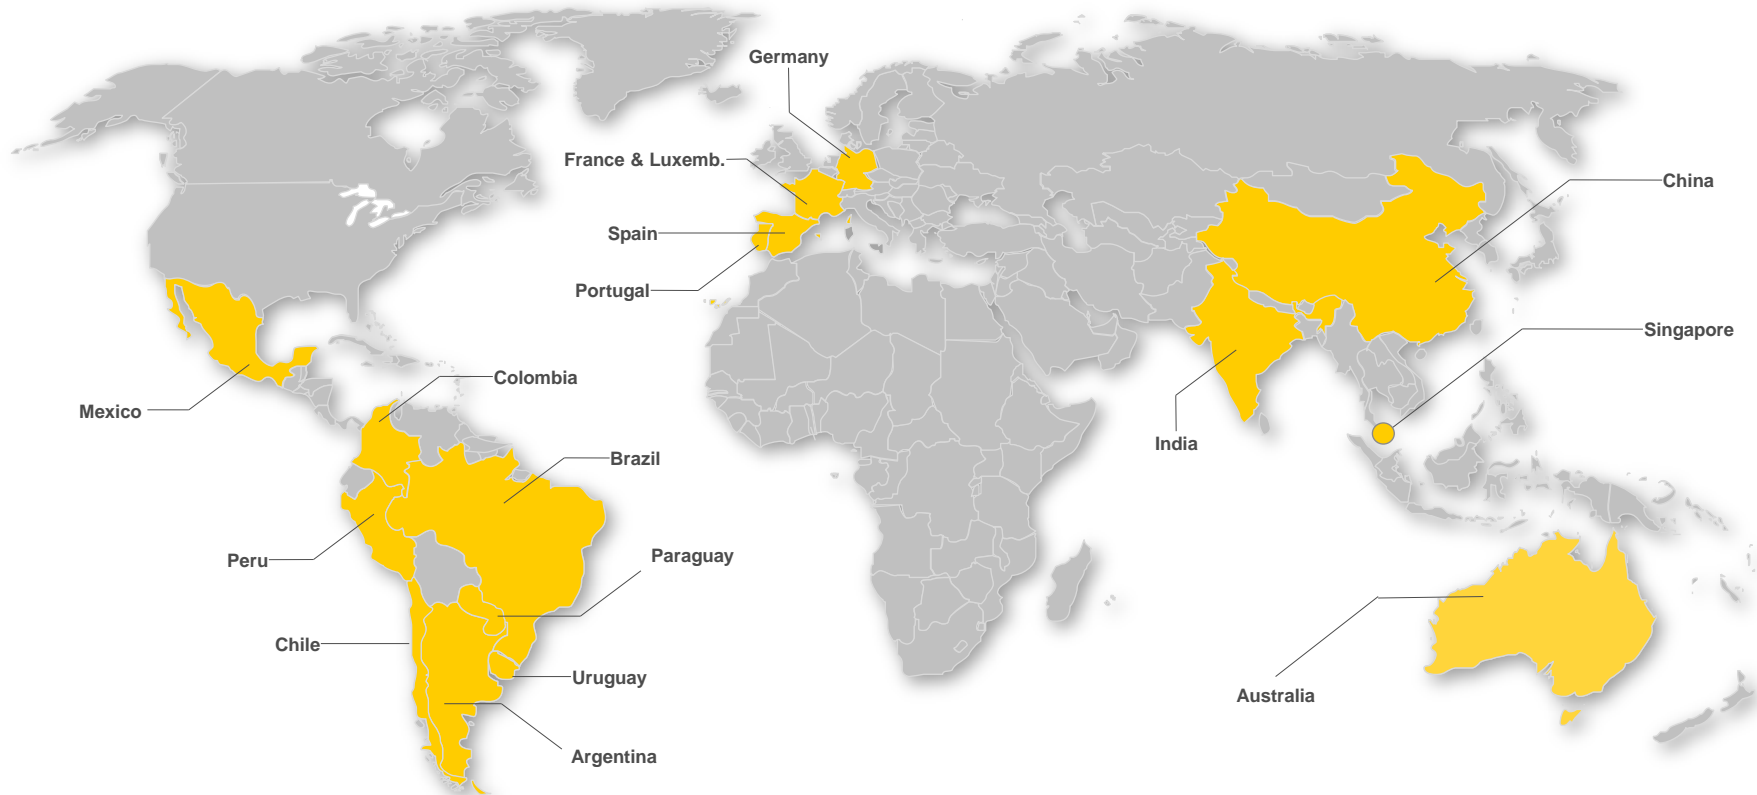 Germany
France & Luxemb.
China
Spain
Portugal
Singapore
Colombia
Mexico
India
Brazil
Peru
Paraguay
Chile
Uruguay
Australia
Argentina